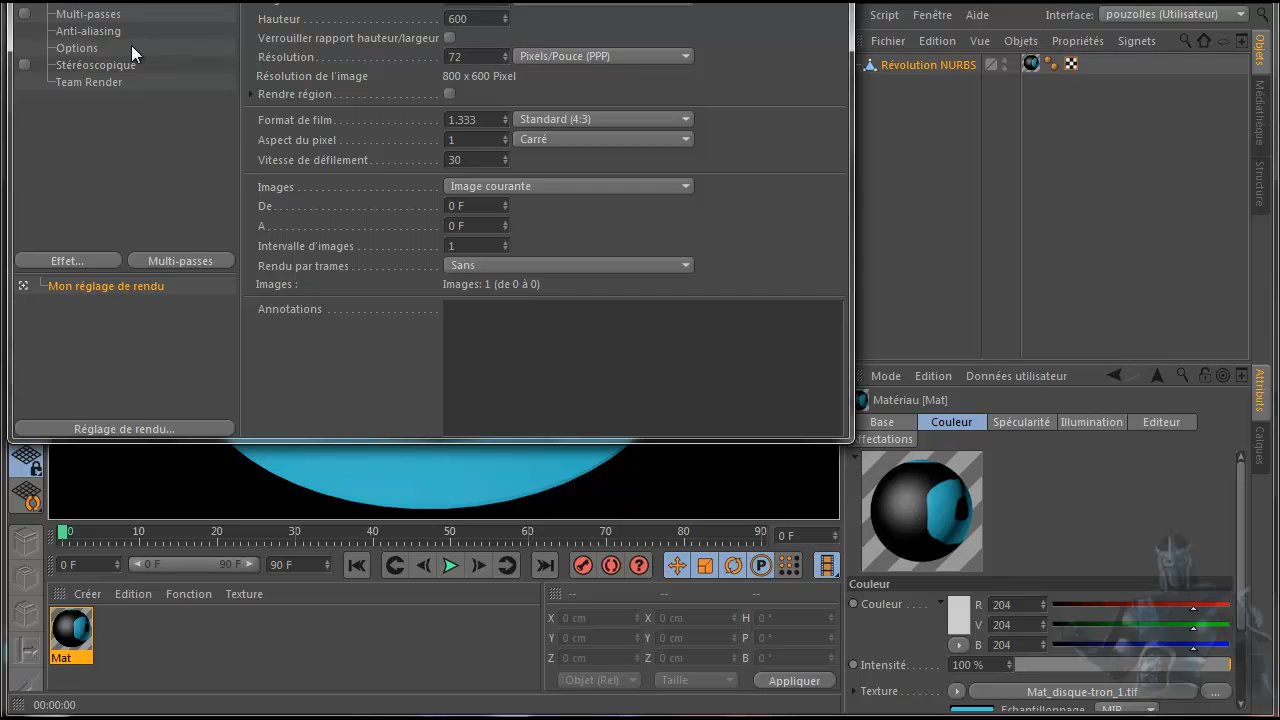 Multi-passes
Anti-aliasing
Options
Stéréoscopique
Team Render
Effet... Multi-passes
Mon réglage de rendu
Réglage de rendu...
Hauteur 600
Verrouiller rapport hauteur/largeur
Résolution 72 Pixels/Pouce (PPP)
Résolution de l'image 800 x 600 Pixel
Rendre région
Format de film 1.333 Standard (4:3)
Aspect du pixel 1 Carré
Vitesse de défilement 30
Images Image courante
De 0 F
A 0 F
Intervalle d'images 1
Rendu par trames Sans
Images : Images: 1 (de 0 à 0)
Annotations
Script Fenêtre Aide Interface: pouzolles (Utilisateur)
Fichier Edition Vue Objets Propriétés Signets
Révolution NURBS
Objets
Médiathèque
Structure
Mode Edition Données utilisateur
Matériau [Mat]
Base Couleur Spécularité Illumination Editeur
ffectations
Attributs
Calques
Couleur
Couleur R 204
V 204
B 204
Intensité 100 %
Texture Mat_disque-tron_1.tif ...
Echantillonnage MIP
0 10 20 30 40 50 60 70 80 90 0 F
0 F 0 F 90 F 90 F
Créer Edition Fonction Texture
Mat
-- -- --
X 0 cm X 0 cm H 0 °
Y 0 cm Y 0 cm P 0 °
Z 0 cm Z 0 cm B 0 °
Objet (Rel) Taille Appliquer
00:00:00